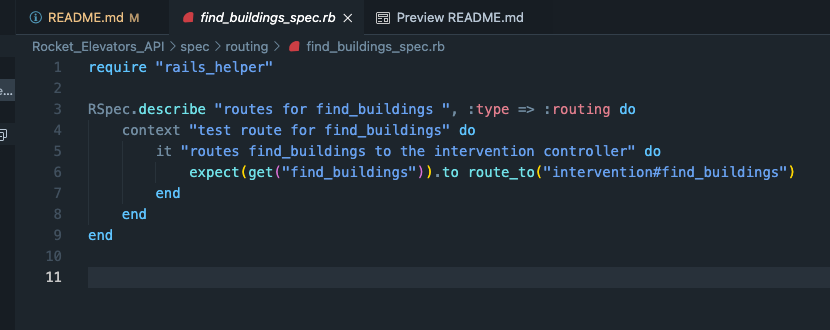 README.md M
find_buildings_spec.rb ×
Preview README.md
Rocket_Elevators_API > spec > routing > find_buildings_spec.rb
e...
1 require "rails_helper"
2
3 RSpec.describe "routes for find_buildings ", :type => :routing do
4     context "test route for find_buildings" do
5         it "routes find_buildings to the intervention controller" do
6             expect(get("find_buildings")).to route_to("intervention#find_buildings")
7         end
8     end
9 end
10
11